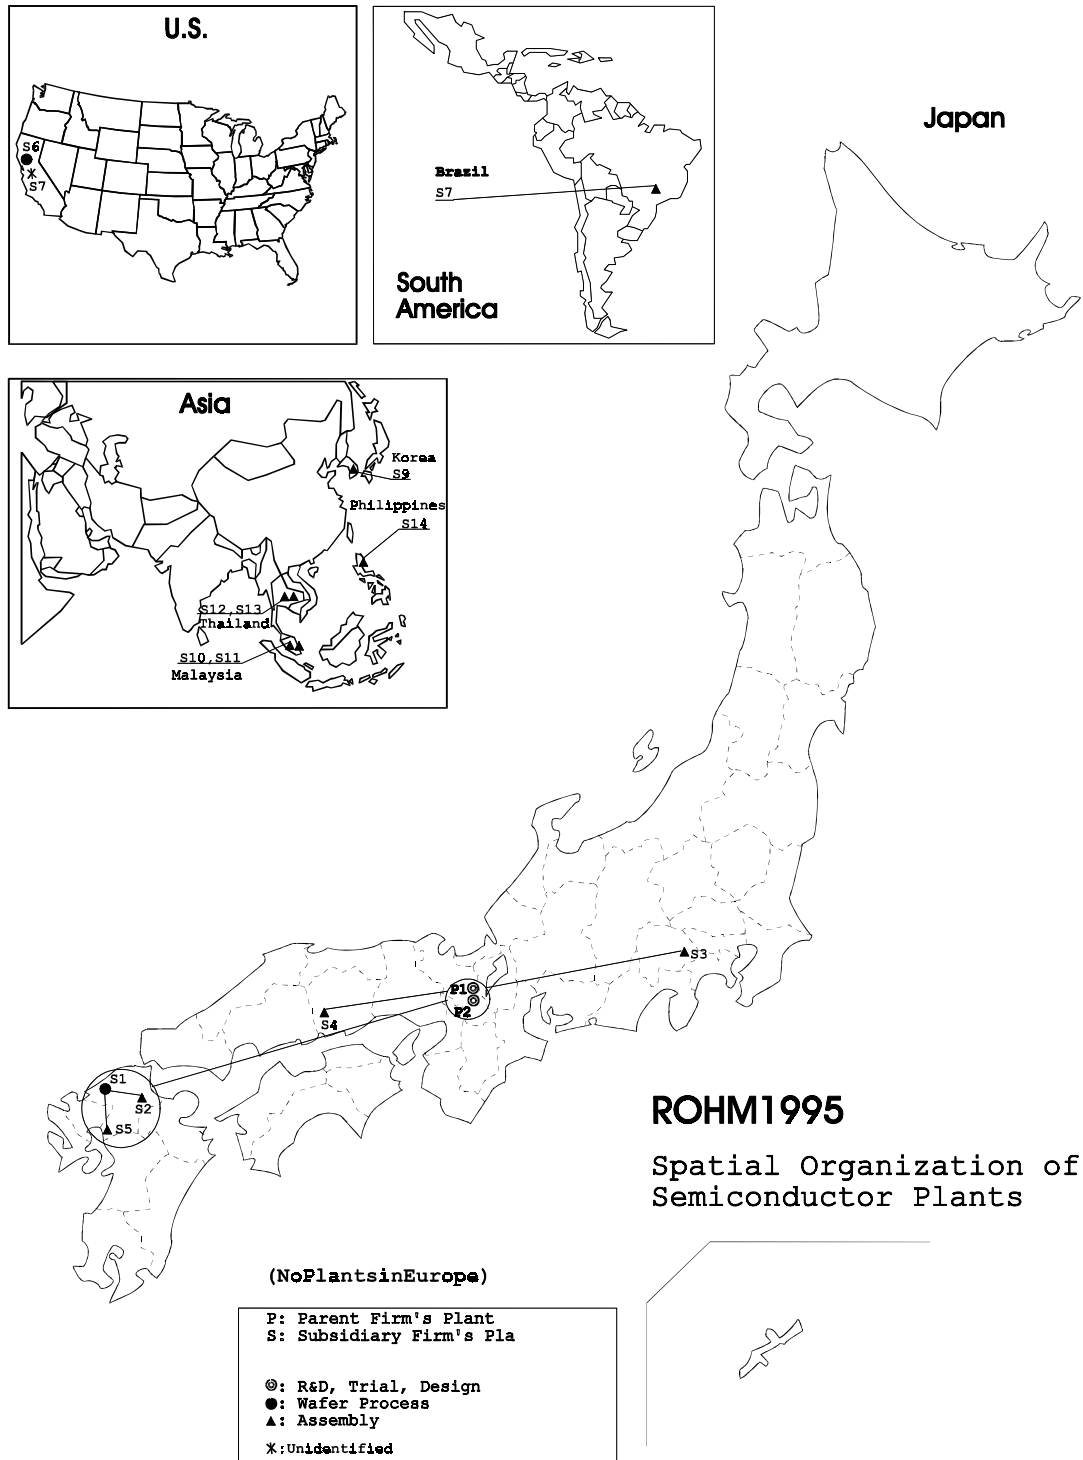 U.S.
S6
S7
Brazil
S7
South
America
Japan
Asia
Korea
S9
Philippines
S14
S12,S13
Thailand
S10,S11
Malaysia
S3
P1
P2
S4
S1
S2
S5
ROHM1995
Spatial Organization of
Semiconductor Plants
(NoPlantsinEurope)
P: Parent Firm's Plant
S: Subsidiary Firm's Pla
◎: R&D, Trial, Design
●: Wafer Process
▲: Assembly
✳:Unidentified